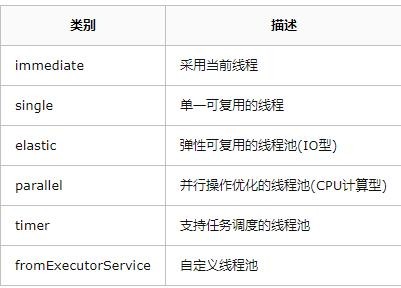 类别 描述
immediate 采用当前线程
single 单一可复用的线程
elastic 弹性可复用的线程池(IO型)
parallel 并行操作优化的线程池(CPU计算型)
timer 支持任务调度的线程池
fromExecutorService 自定义线程池